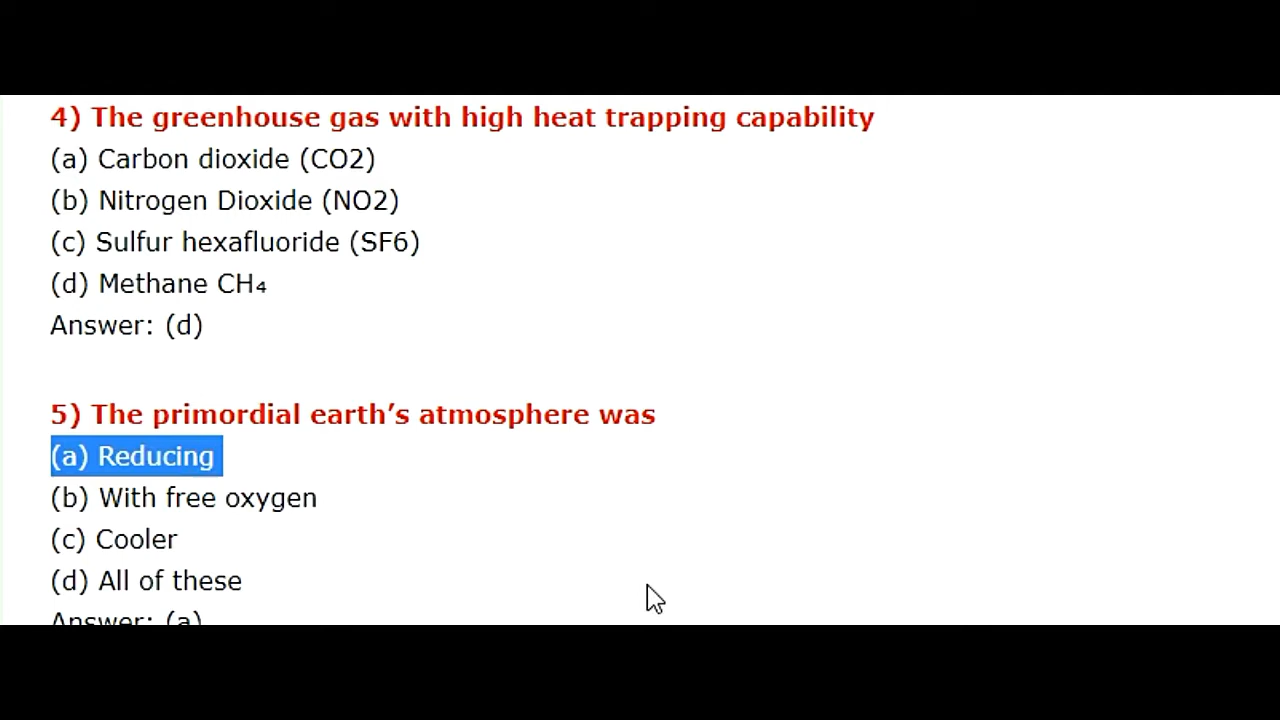 4) The greenhouse gas with high heat trapping capability
(a) Carbon dioxide (CO2)
(b) Nitrogen Dioxide (NO2)
(c) Sulfur hexafluoride (SF6)
(d) Methane CH₄
Answer: (d)
5) The primordial earth’s atmosphere was
(a) Reducing
(b) With free oxygen
(c) Cooler
(d) All of these
Answer: (a)